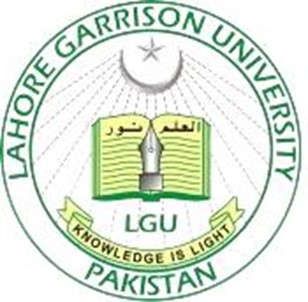 LAHORE GARRISON UNIVERSITY
العلم نور
LGU
KNOWLEDGE IS LIGHT
PAKISTAN